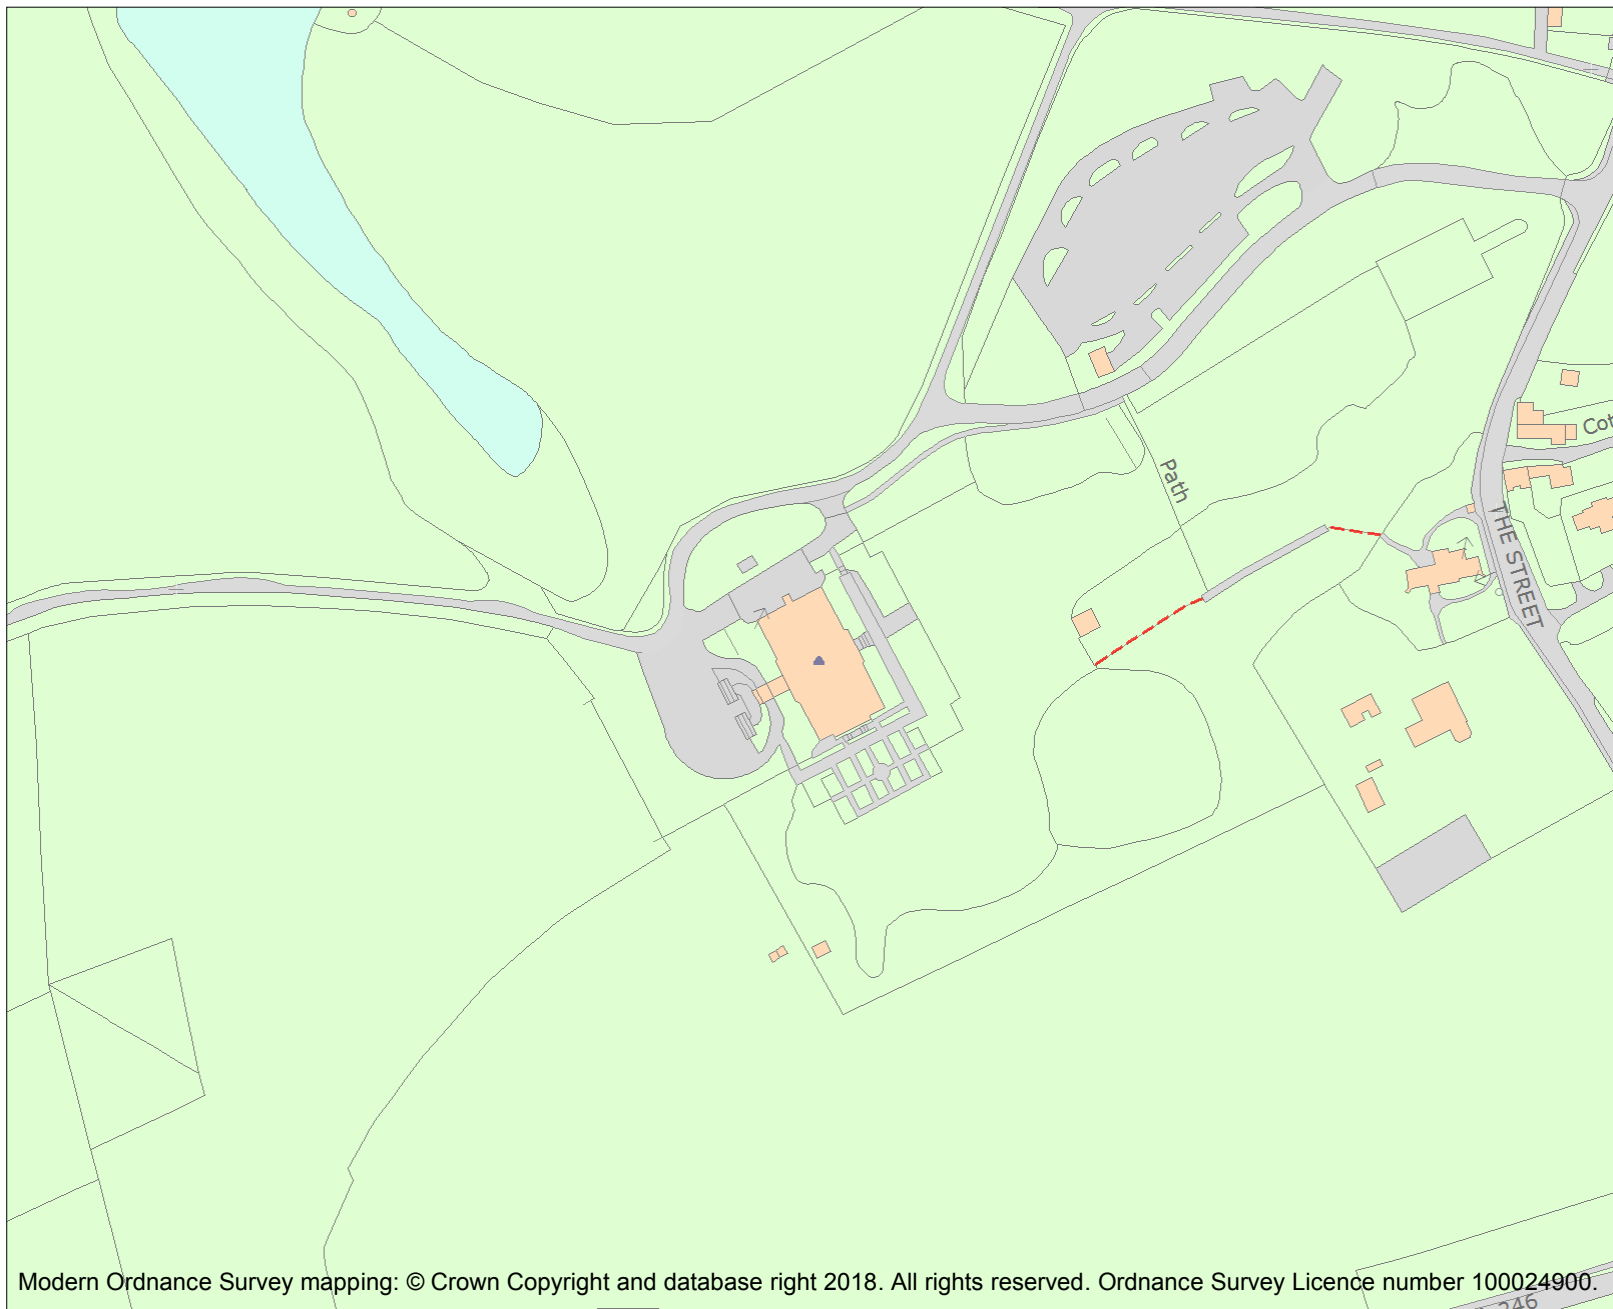 Path
Cot
THE STREET
Modern Ordnance Survey mapping: © Crown Copyright and database right 2018. All rights reserved. Ordnance Survey Licence number 100024900.
246